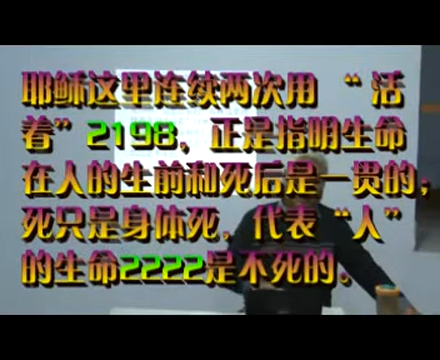 耶稣这里连续两次用 “活
着”2198，正是指明生命
在人的生前和死后是一贯的；
死只是身体死，代表“人”
的生命2222是不死的。